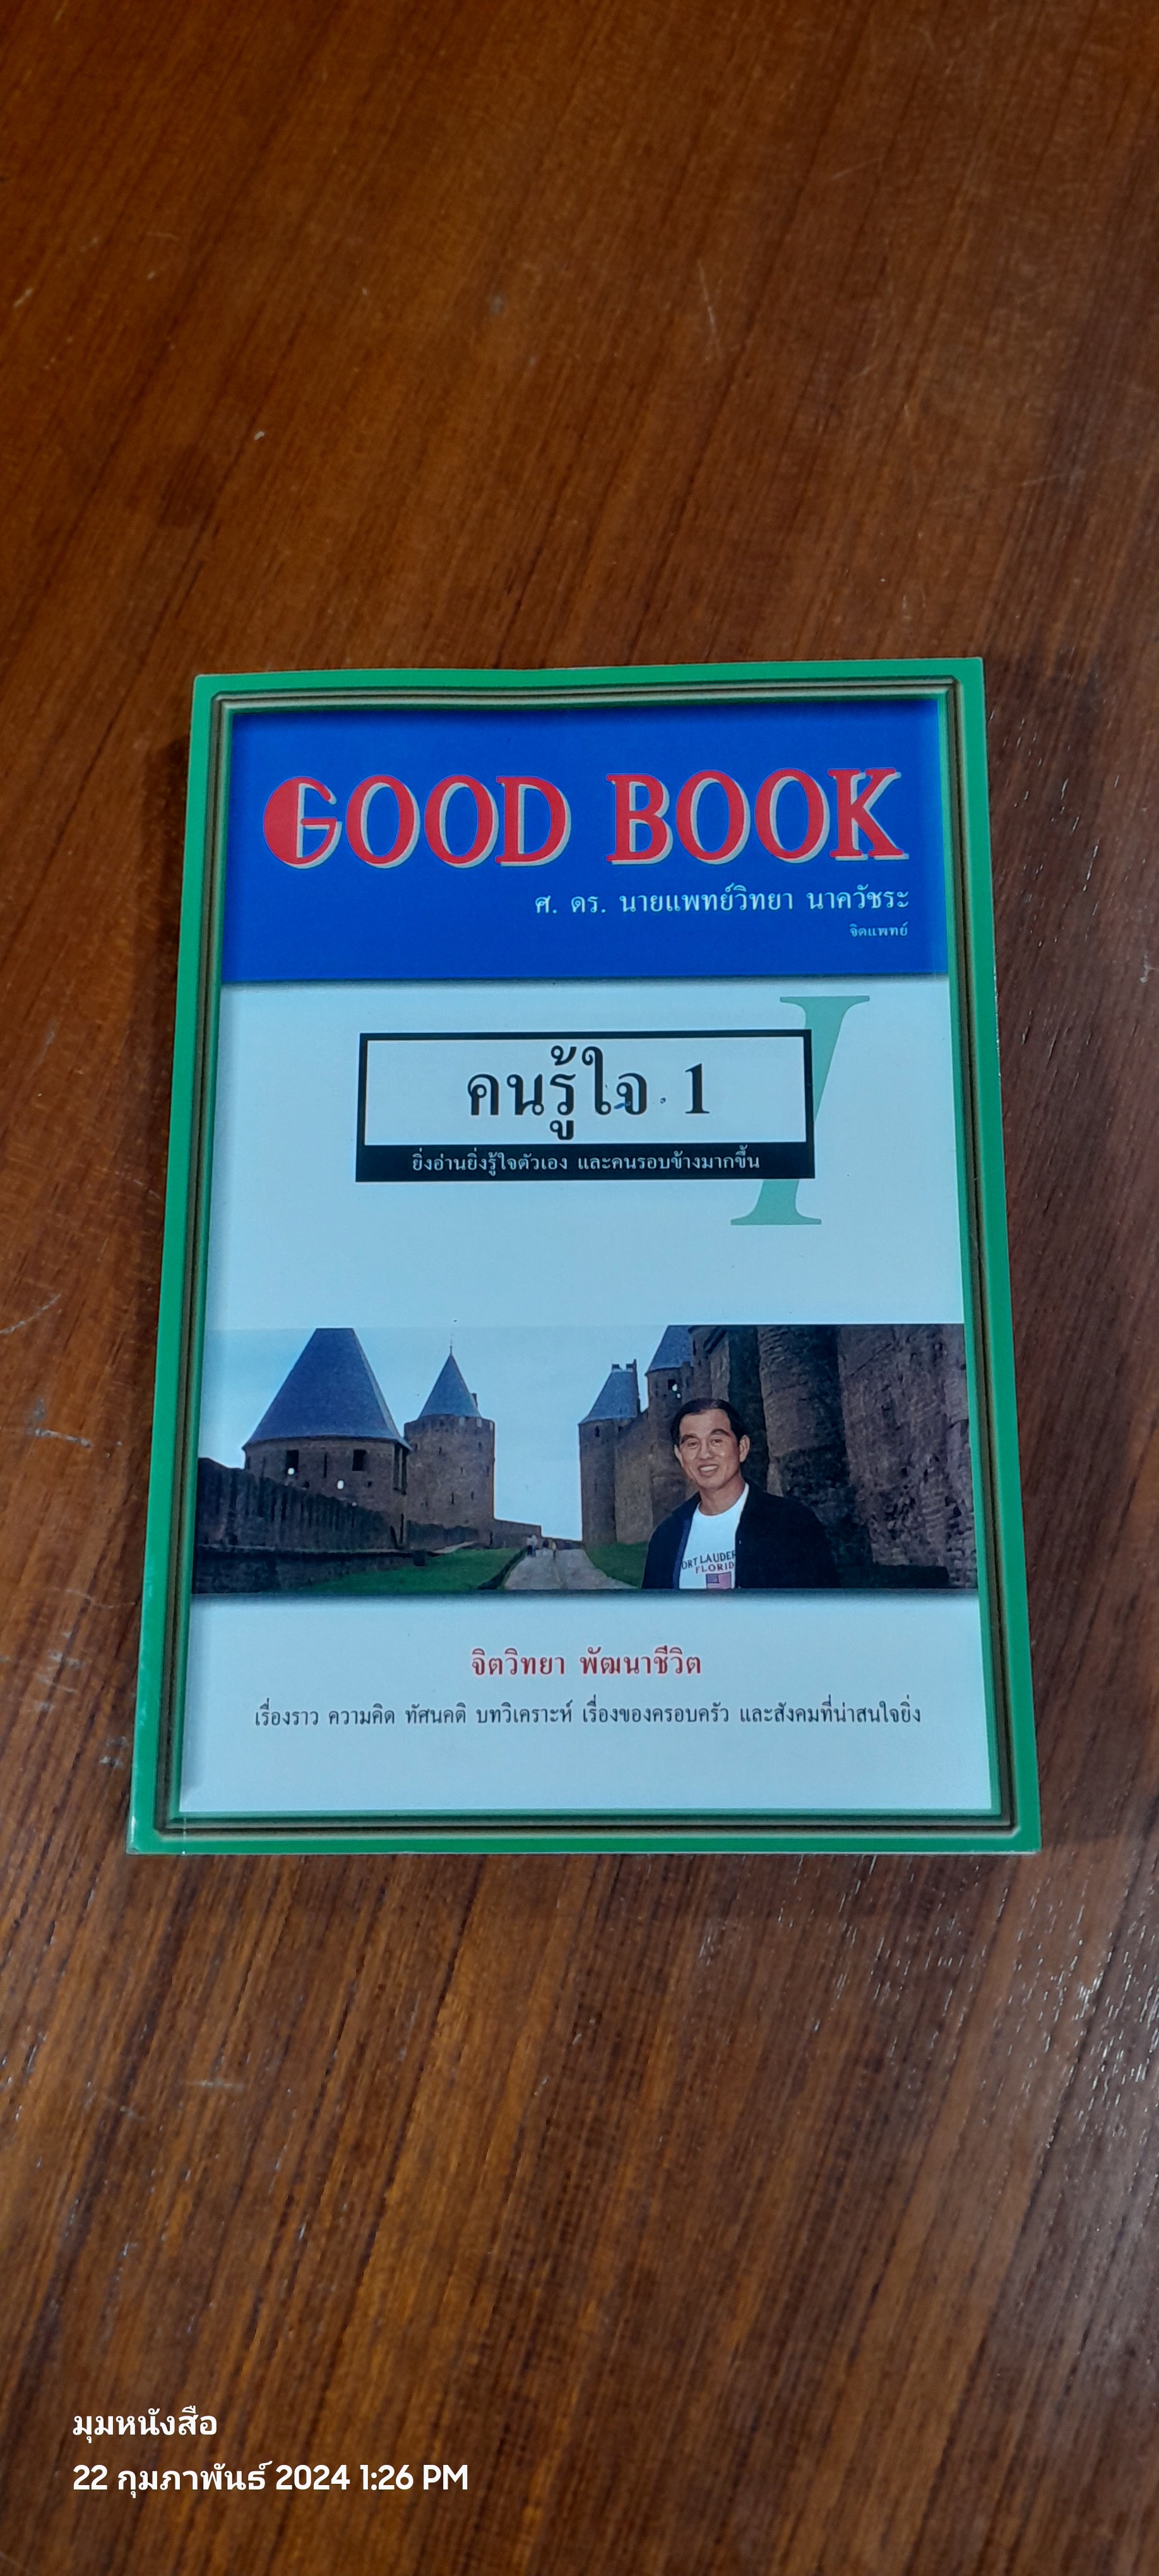 GOOD BOOK
ศ. ดร. นายแพทย์วิทยา นาควัชระ
จิตแพทย์
I
คนรู้ใจ 1
ยิ่งอ่านยิ่งรู้ใจตัวเอง และคนรอบข้างมากขึ้น
ORT LAUDER
FLORID
จิตวิทยา พัฒนาชีวิต
เรื่องราว ความคิด ทัศนคติ บทวิเคราะห์ เรื่องของครอบครัว และสังคมที่น่าสนใจยิ่ง
มุมหนังสือ
22 กุมภาพันธ์ 2024 1:26 PM